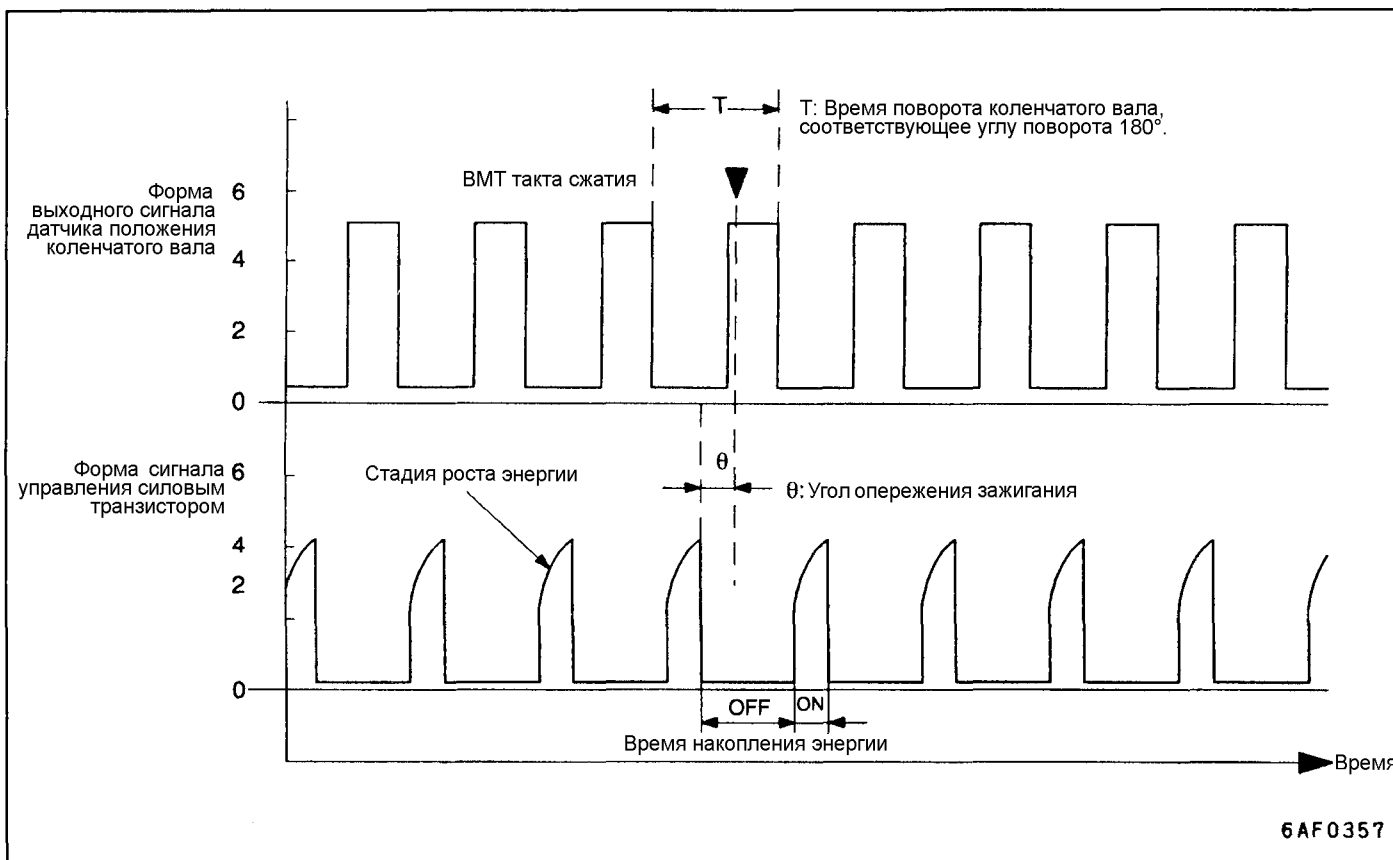 T
T: Время поворота коленчатого вала,
соответствующее углу поворота 180°.
ВМТ такта сжатия
Форма
выходного сигнала
датчика положения
коленчатого вала
6
4
2
0
Форма сигнала
управления силовым
транзистором
6
4
2
0
Стадия роста энергии
θ
θ: Угол опережения зажигания
OFF
ON
Время накопления энергии
Время
6AF0357